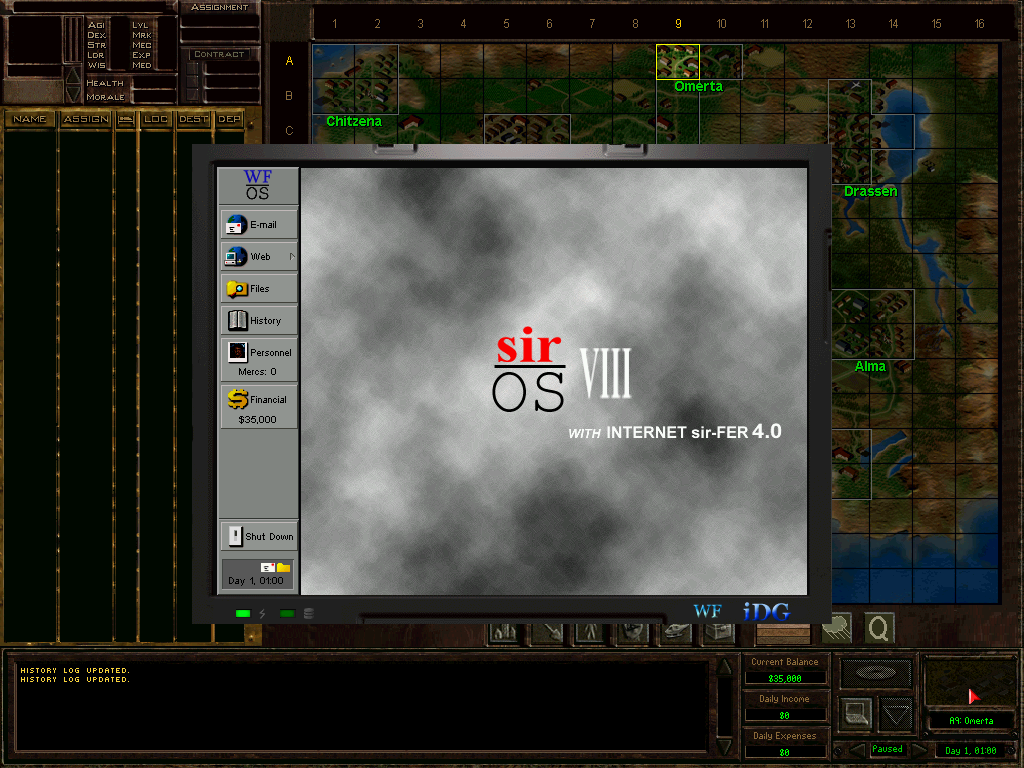 ASSIGNMENT
AGI LVL
DEX MRK
STR MEC
LDR EXP
WIS MED
CONTRACT
HEALTH
MORALE
NAME ASSIGN LOC DEST DEP
1 2 3 4 5 6 7 8 9 10 11 12 13 14 15 16
A
B
C
Omerta
Chitzena
Drassen
Alma
WF
OS
E-mail
Web
Files
History
Personnel
Mercs: 0
Financial
$35,000
Shut Down
Day 1, 01:00
sir
OS VIII
WITH INTERNET sir-FER 4.0
WF iDG
Q
HISTORY LOG UPDATED.
HISTORY LOG UPDATED.
Current Balance
$35,000
Daily Income
$0
Daily Expenses
$0
A9: Omerta
Paused
Day 1, 01:00